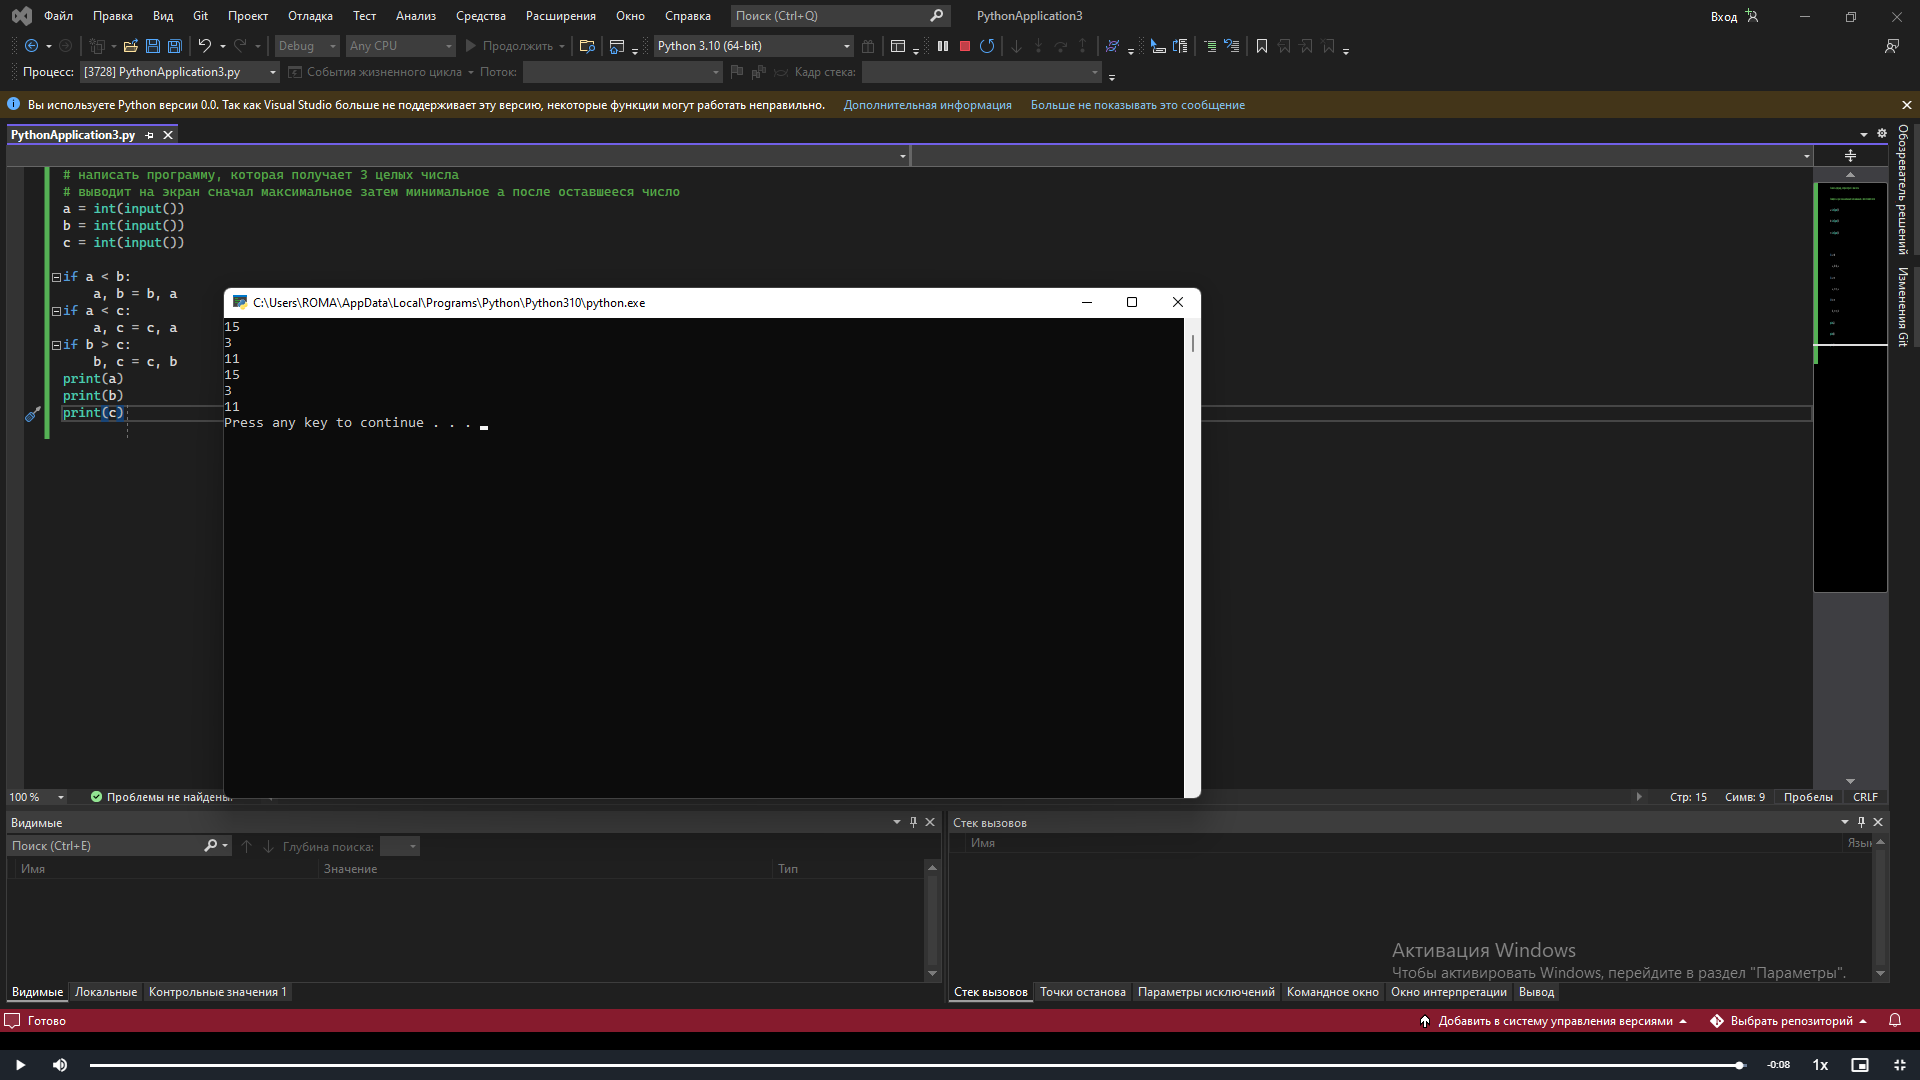 Файл Правка Вид Git Проект Отладка Тест Анализ Средства Расширения Окно Справка Поиск (Ctrl+Q) PythonApplication3 Вход
Debug Any CPU Продолжить Python 3.10 (64-bit)
Процесс: [3728] PythonApplication3.py События жизненного цикла Поток: Кадр стека:
Вы используете Python версии 0.0. Так как Visual Studio больше не поддерживает эту версию, некоторые функции могут работать неправильно. Дополнительная информация Больше не показывать это сообщение
PythonApplication3.py
# написать программу, которая получает 3 целых числа
# выводит на экран сначал максимальное затем минимальное а после оставшееся число
a = int(input())
b = int(input())
c = int(input())
if a < b:
a, b = b, a
if a < c:
a, c = c, a
if b > c:
b, c = c, b
print(a)
print(b)
print(c)
C:\Users\ROMA\AppData\Local\Programs\Python\Python310\python.exe
15
3
11
15
3
11
Press any key to continue . . .
Обозреватель решений
Изменения Git
100 % Проблемы не найдены. Стр: 15 Симв: 9 Пробелы CRLF
Видимые
Поиск (Ctrl+E) Глубина поиска:
Имя Значение Тип
Видимые Локальные Контрольные значения 1
Стек вызовов
Имя Язык
Активация Windows
Чтобы активировать Windows, перейдите в раздел "Параметры".
Стек вызовов Точки останова Параметры исключений Командное окно Окно интерпретации Вывод
Готово Добавить в систему управления версиями Выбрать репозиторий
-0:08 1x